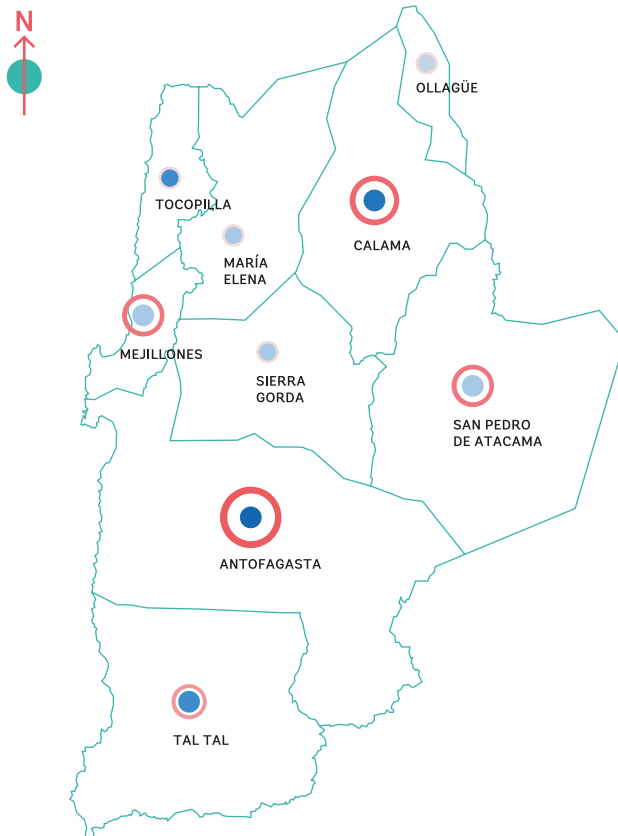 N
OLLAGÜE
TOCOPILLA
CALAMA
MARÍA
ELENA
MEJILLONES
SIERRA
GORDA
SAN PEDRO
DE ATACAMA
ANTOFAGASTA
TAL TAL